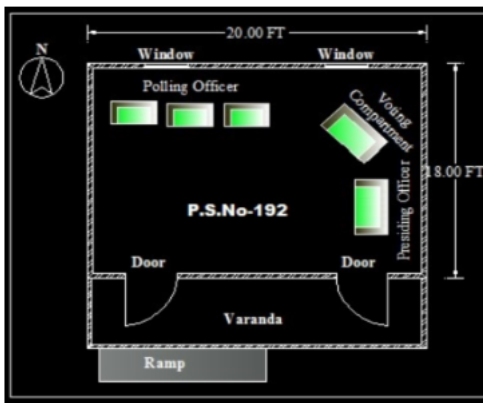 20.00 FT
N
Window
Window
Polling Officer
Voting
Compartment
18.00 FT
Presiding Officer
P.S.No-192
Door
Door
Varanda
Ramp